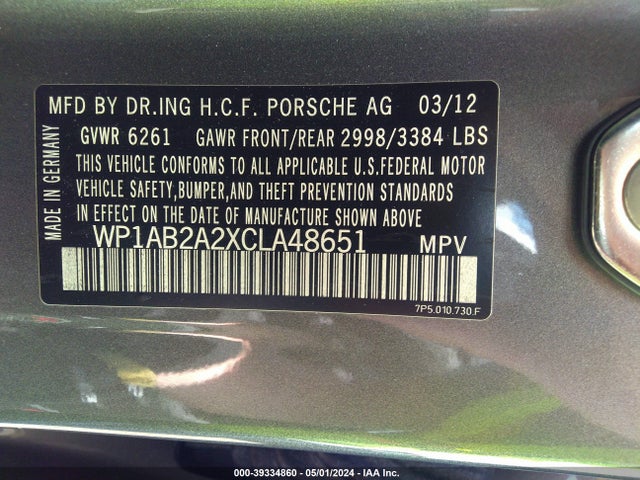 MFD BY DR.ING H.C.F. PORSCHE AG 03/12
GVWR 6261 GAWR FRONT/REAR 2998/3384 LBS
THIS VEHICLE CONFORMS TO ALL APPLICABLE U.S.FEDERAL MOTOR
VEHICLE SAFETY,BUMPER,AND THEFT PREVENTION STANDARDS
IN EFFECT ON THE DATE OF MANUFACTURE SHOWN ABOVE
WP1AB2A2XCLA48651 MPV
7P5.010.730.F
MADE IN GERMANY
000-39334860 - 05/01/2024 - IAA Inc.